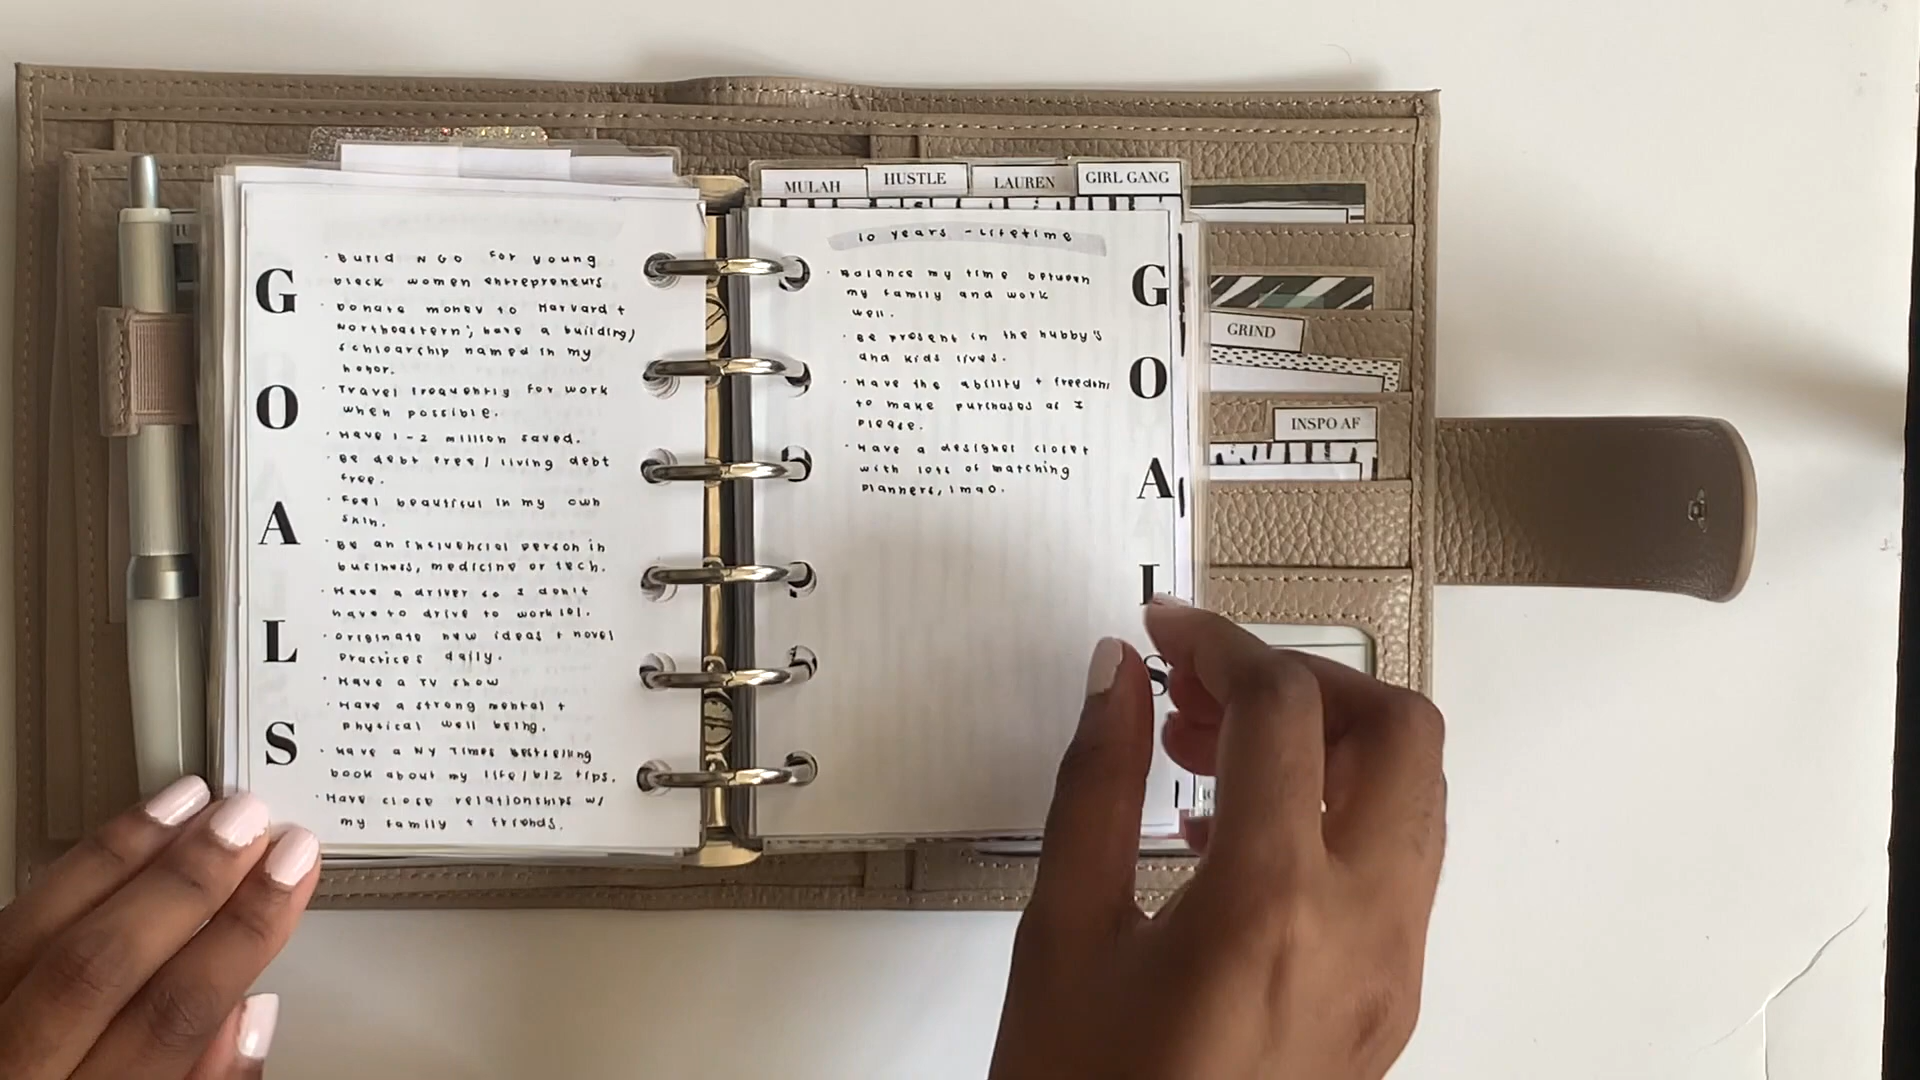 MULAH
HUSTLE
LAUREN
GIRL GANG
GOALS
· Build NGO for young
black women entrepreneurs
· Donate money to Harvard +
Northeastern; have a building/
schloarship named in my
honor.
· Travel frequently for work
when possible.
· Have 1-2 million saved.
· Be debt free / living debt
free.
· Feel beautiful in my own
skin.
· Be an influencial person in
business, medicine or tech.
· Have a driver so I don't
have to drive to work lol.
· originate new ideas + novel
practices daily.
· Have a TV show
· Have a strong mental +
physical well being.
· Have a NY Times Bestselling
book about my life/biz tips.
· Have close relationships w/
my family + friends.
10 years - Lifetime
· Balance my time between
my family and work
well.
· Be present in the hubby's
and kids lives.
· Have the ability + freedom
to make purchases as I
please.
· Have a designer closet
with lots of matching
planners, lmao.
GOALS
GRIND
INSPO AF